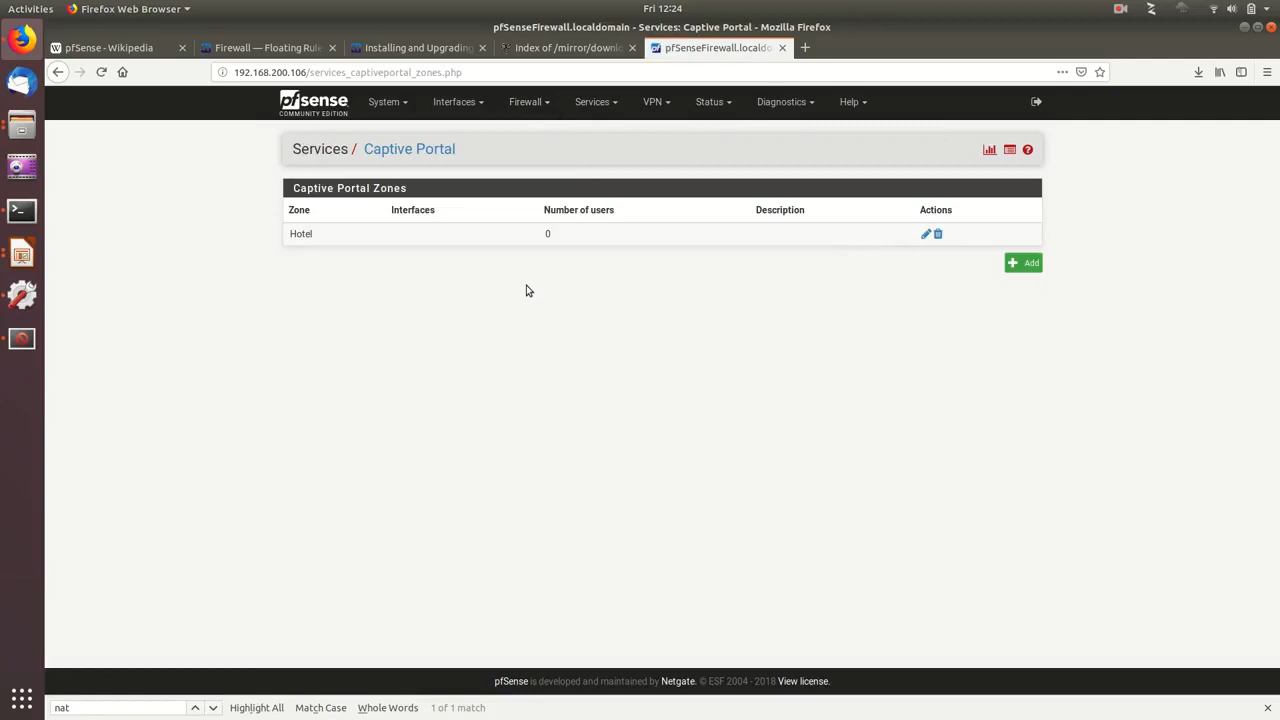 Activities Firefox Web Browser Fri 12:24
pfSenseFirewall.localdomain - Services: Captive Portal - Mozilla Firefox
W pfSense - Wikipedia Firewall — Floating Rule Installing and Upgrading Index of /mirror/downlo pfSenseFirewall.localdo
192.168.200.106/services_captiveportal_zones.php
pfsense System Interfaces Firewall Services VPN Status Diagnostics Help
COMMUNITY EDITION
Services / Captive Portal
Captive Portal Zones
Zone Interfaces Number of users Description Actions
Hotel 0
Add
pfSense is developed and maintained by Netgate. © ESF 2004 - 2018 View license.
nat Highlight All Match Case Whole Words 1 of 1 match